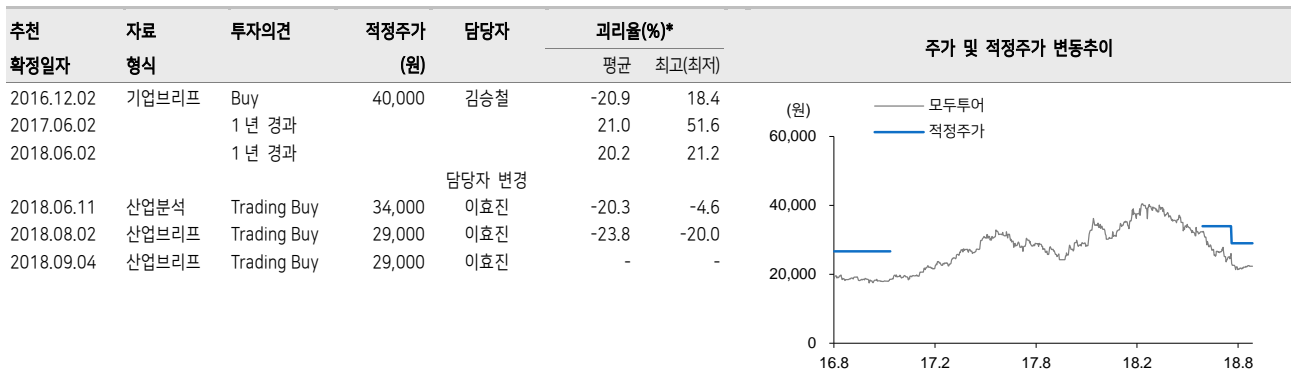 추천 자료 투자의견 적정주가 담당자 괴리율(%)* 주가 및 적정주가 변동추이
확정일자 형식 (원) 평균 최고(최저)
2016.12.02 기업브리프 Buy 40,000 김승철 -20.9 18.4
2017.06.02 1년 경과 21.0 51.6
2018.06.02 1년 경과 20.2 21.2
담당자 변경
2018.06.11 산업분석 Trading Buy 34,000 이효진 -20.3 -4.6
2018.08.02 산업브리프 Trading Buy 29,000 이효진 -23.8 -20.0
2018.09.04 산업브리프 Trading Buy 29,000 이효진 - -
(원)
모두투어
적정주가
60,000
40,000
20,000
0
16.8 17.2 17.8 18.2 18.8